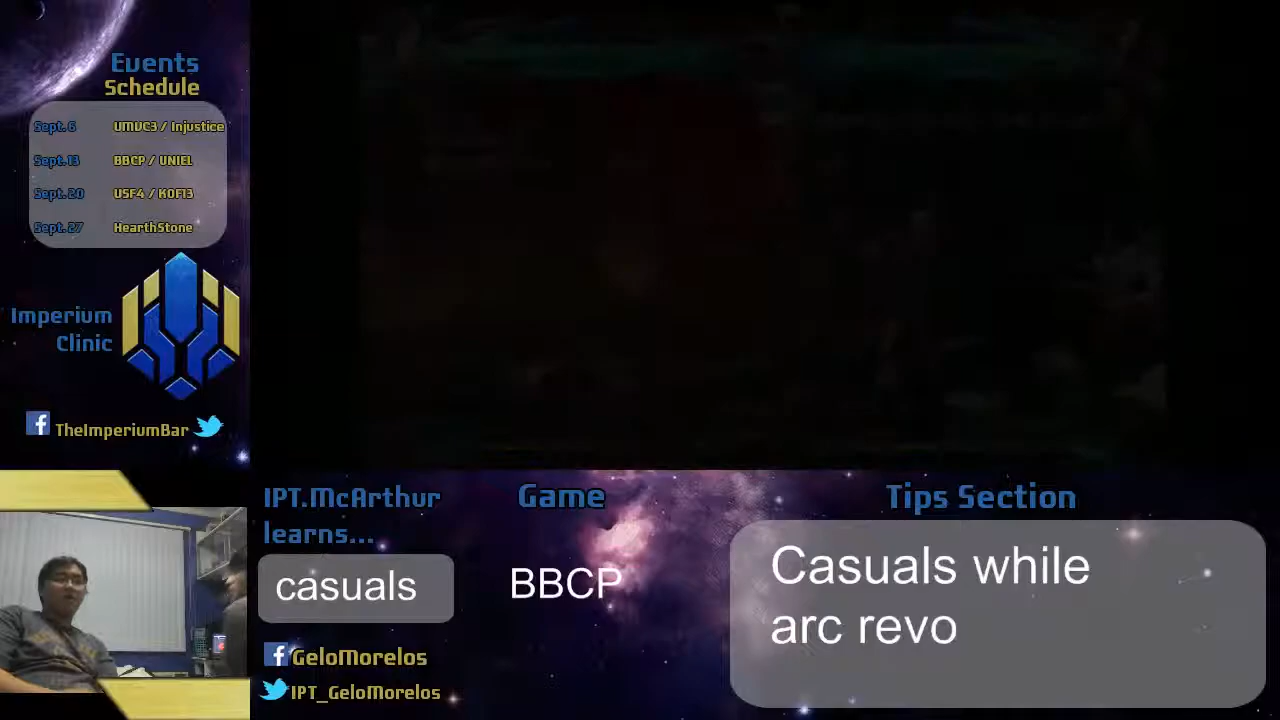 Events
Schedule
Sept. 6 UMVC3 / Injustice
Sept. 13 BBCP / UNIEL
Sept. 20 USF4 / KOF13
Sept. 27 HearthStone
Imperium
Clinic
TheImperiumBar
IPT.McArthur
learns...
casuals
GeloMorelos
IPT_GeloMorelos
Game
BBCP
Tips Section
Casuals while
arc revo